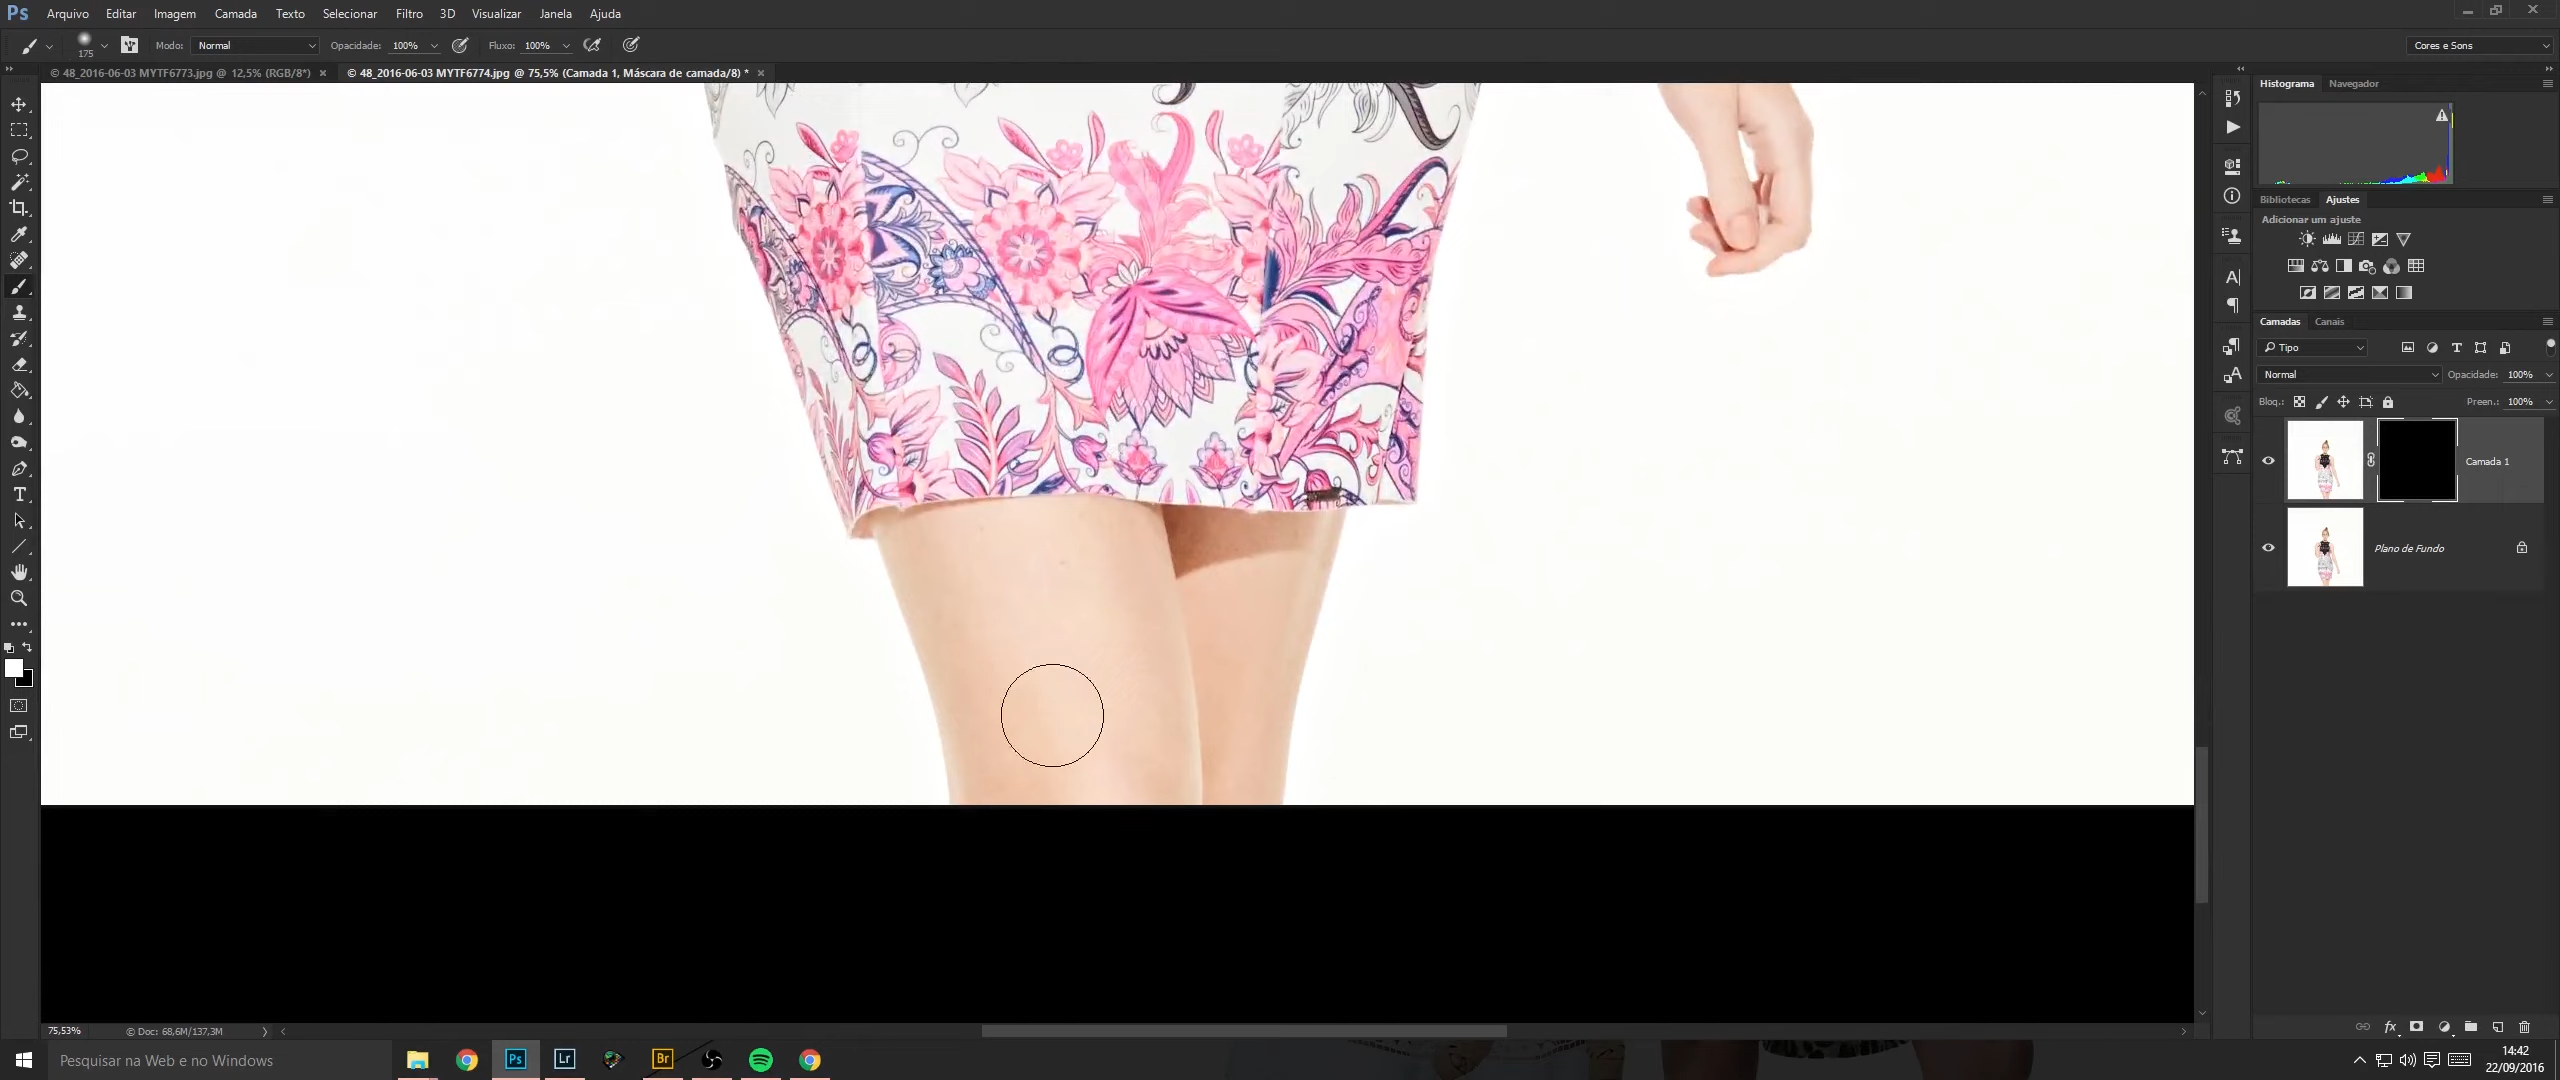 Ps Arquivo Editar Imagem Camada Texto Selecionar Filtro 3D Visualizar Janela Ajuda
175 Modo: Normal Opacidade: 100% Fluxo: 100% Cores e Sons
© 48_2016-06-03 MYTF6773.jpg @ 12,5% (RGB/8*) × © 48_2016-06-03 MYTF6774.jpg @ 75,5% (Camada 1, Máscara de camada/8) * ×
Histograma Navegador
Bibliotecas Ajustes
Adicionar um ajuste
Camadas Canais
Tipo
Normal Opacidade: 100%
Bloq.: Preen.: 100%
Camada 1
Plano de Fundo
75,53% © Doc: 68,6M/137,3M
Pesquisar na Web e no Windows Ps Lr Br 14:42
22/09/2016